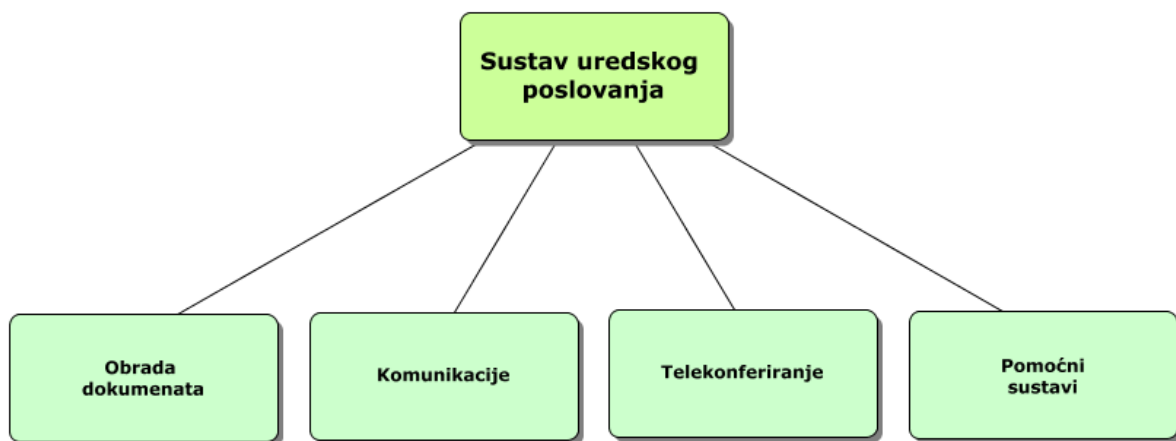 Sustav uredskog
poslovanja
Obrada
dokumenata
Komunikacije
Telekonferiranje
Pomoćni
sustavi